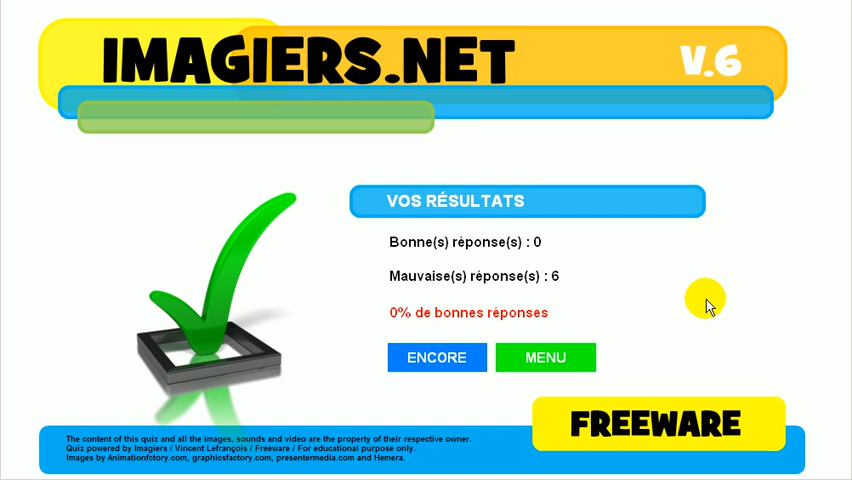 IMAGIERS.NET
V.6
VOS RÉSULTATS
Bonne(s) réponse(s) : 0
Mauvaise(s) réponse(s) : 6
0% de bonnes réponses
ENCORE
MENU
FREEWARE
The content of this quiz and all the images, sounds and video are the property of their respective owner.
Quiz powered by Imagiers / Vincent Lefrançois / Freeware / For educational purpose only.
Images by Animationfctory.com, graphicsfactory.com, presentermedia.com and Hemera.